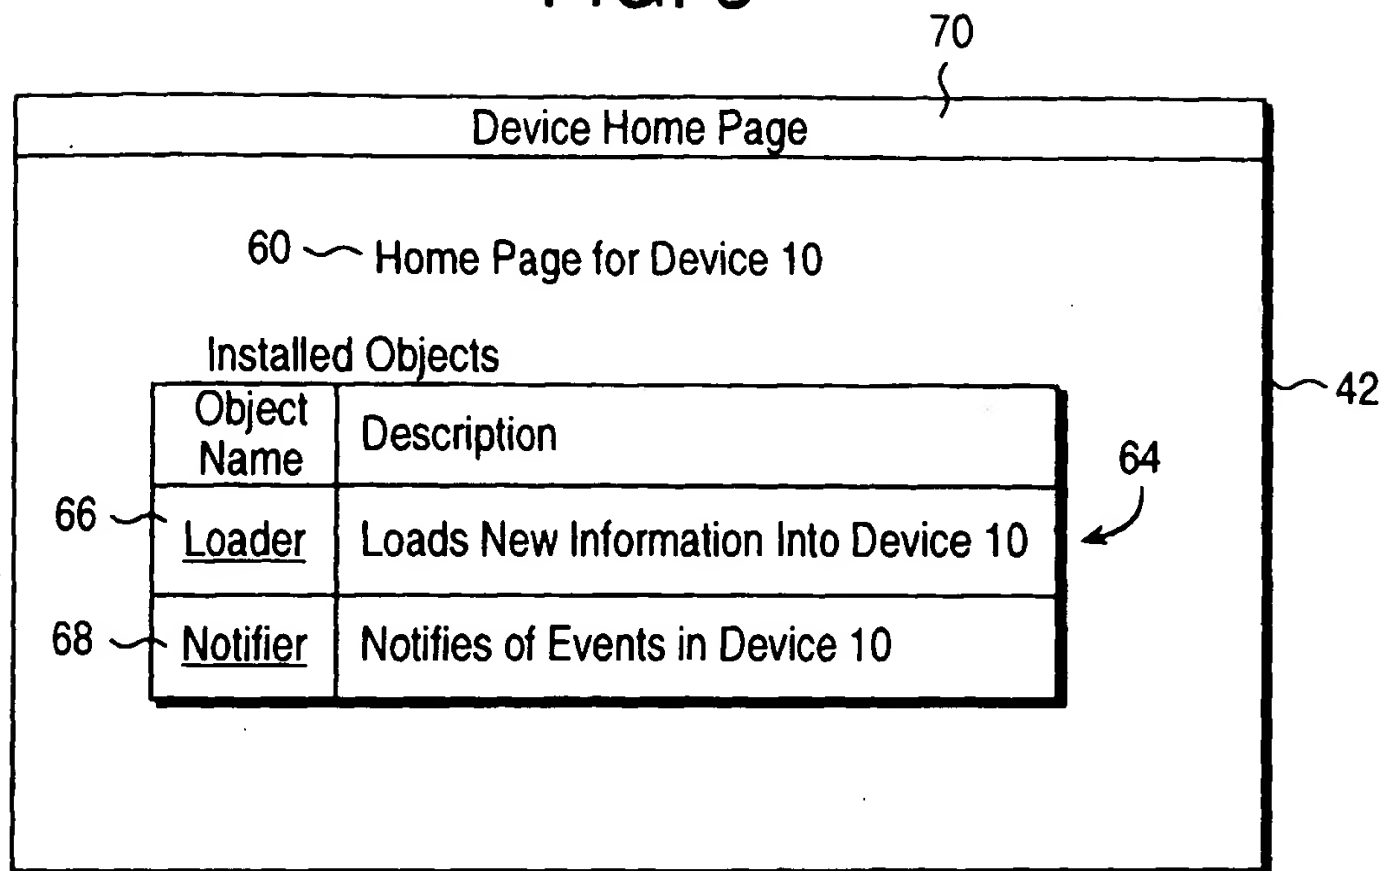 70
Device Home Page
60 Home Page for Device 10
Installed Objects
42
Object Name
Description
64
66
Loader
Loads New Information Into Device 10
68
Notifier
Notifies of Events in Device 10